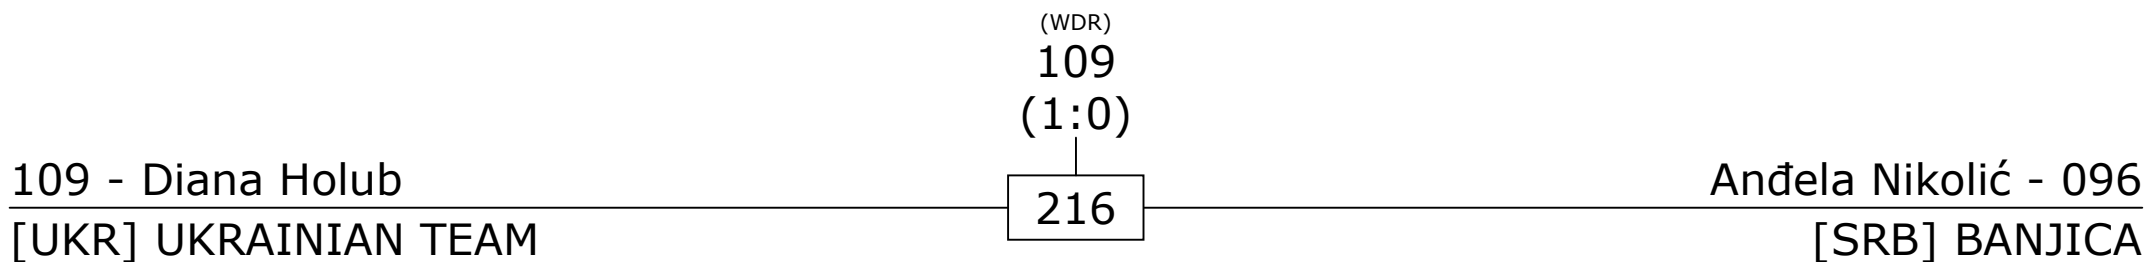 (WDR)
109
(1:0)
109 - Diana Holub
Anđela Nikolić - 096
216
[UKR] UKRAINIAN TEAM
[SRB] BANJICA